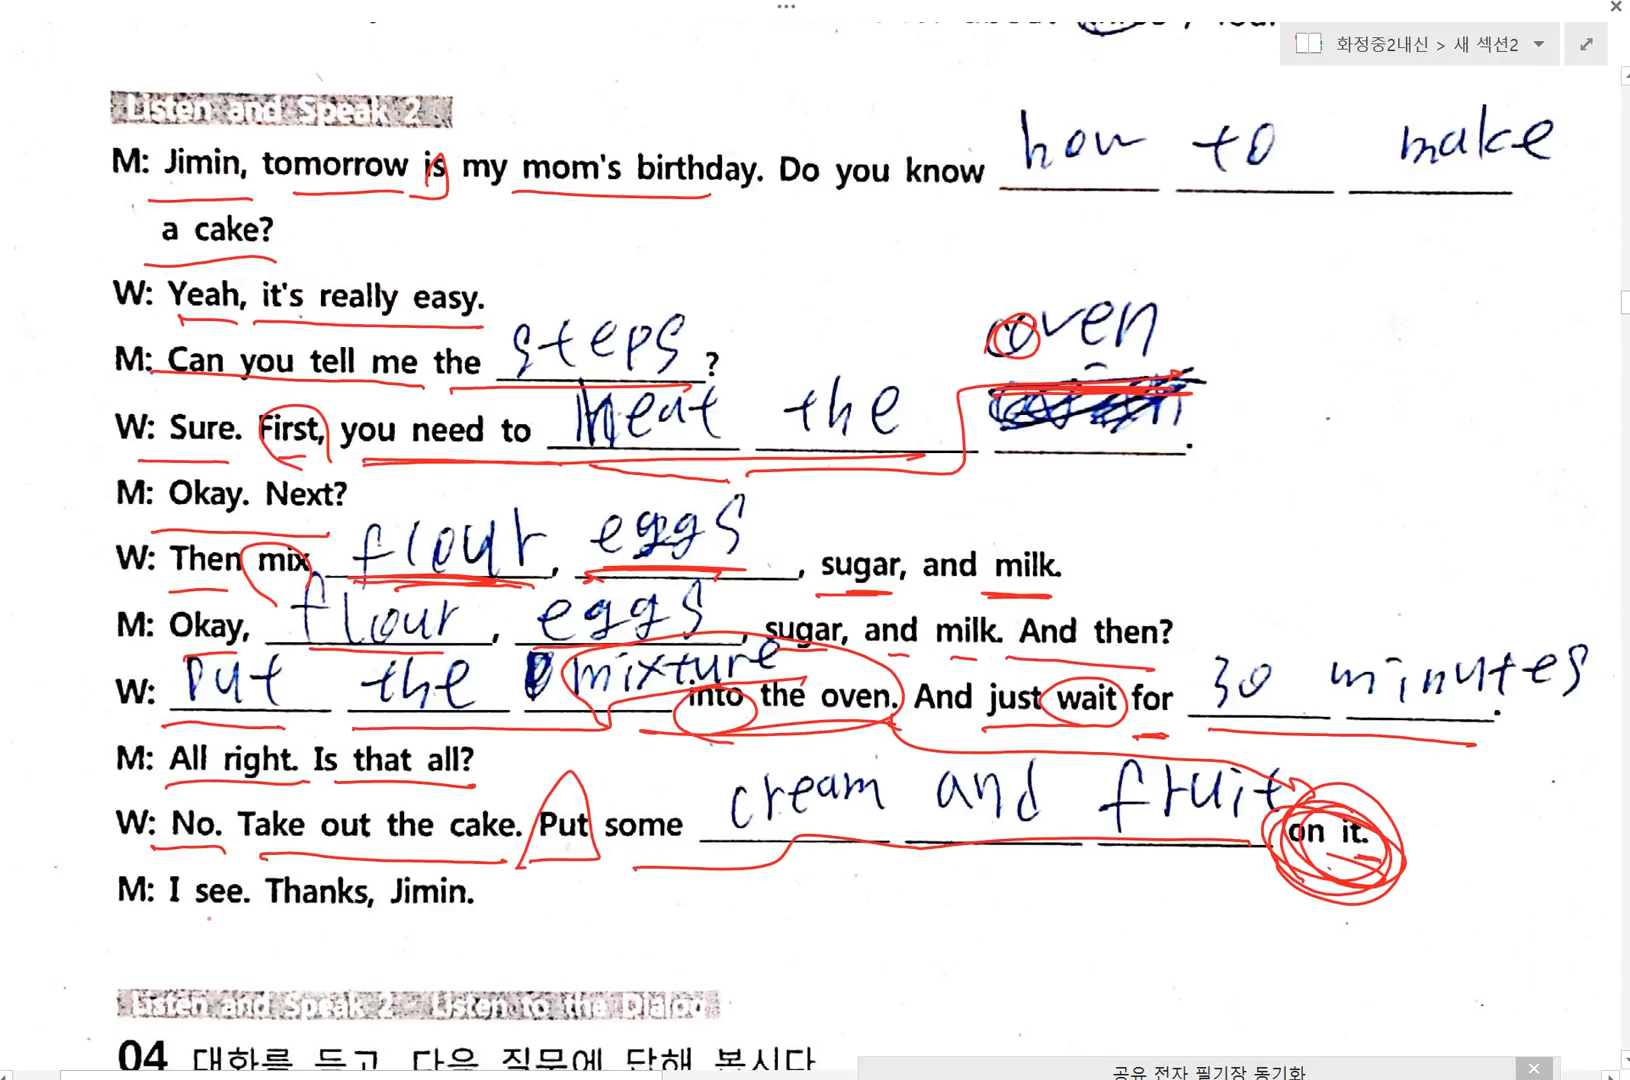 화정중2내신 > 새 섹션2
Listen and Speak 2
M: Jimin, tomorrow is my mom's birthday. Do you know how to make
a cake?
W: Yeah, it's really easy.
M: Can you tell me the steps?
W: Sure. First, you need to heat the oven.
M: Okay. Next?
W: Then mix flour, eggs, sugar, and milk.
M: Okay, flour, eggs, sugar, and milk. And then?
W: Put the mixture into the oven. And just wait for 30 minutes.
M: All right. Is that all?
W: No. Take out the cake. Put some cream and fruit on it.
M: I see. Thanks, Jimin.
Listen and Speak 2 Listen to the Dialog
04 대화를 듣고, 다음 질문에 답해 봅시다
공유 전자 필기장 동기화